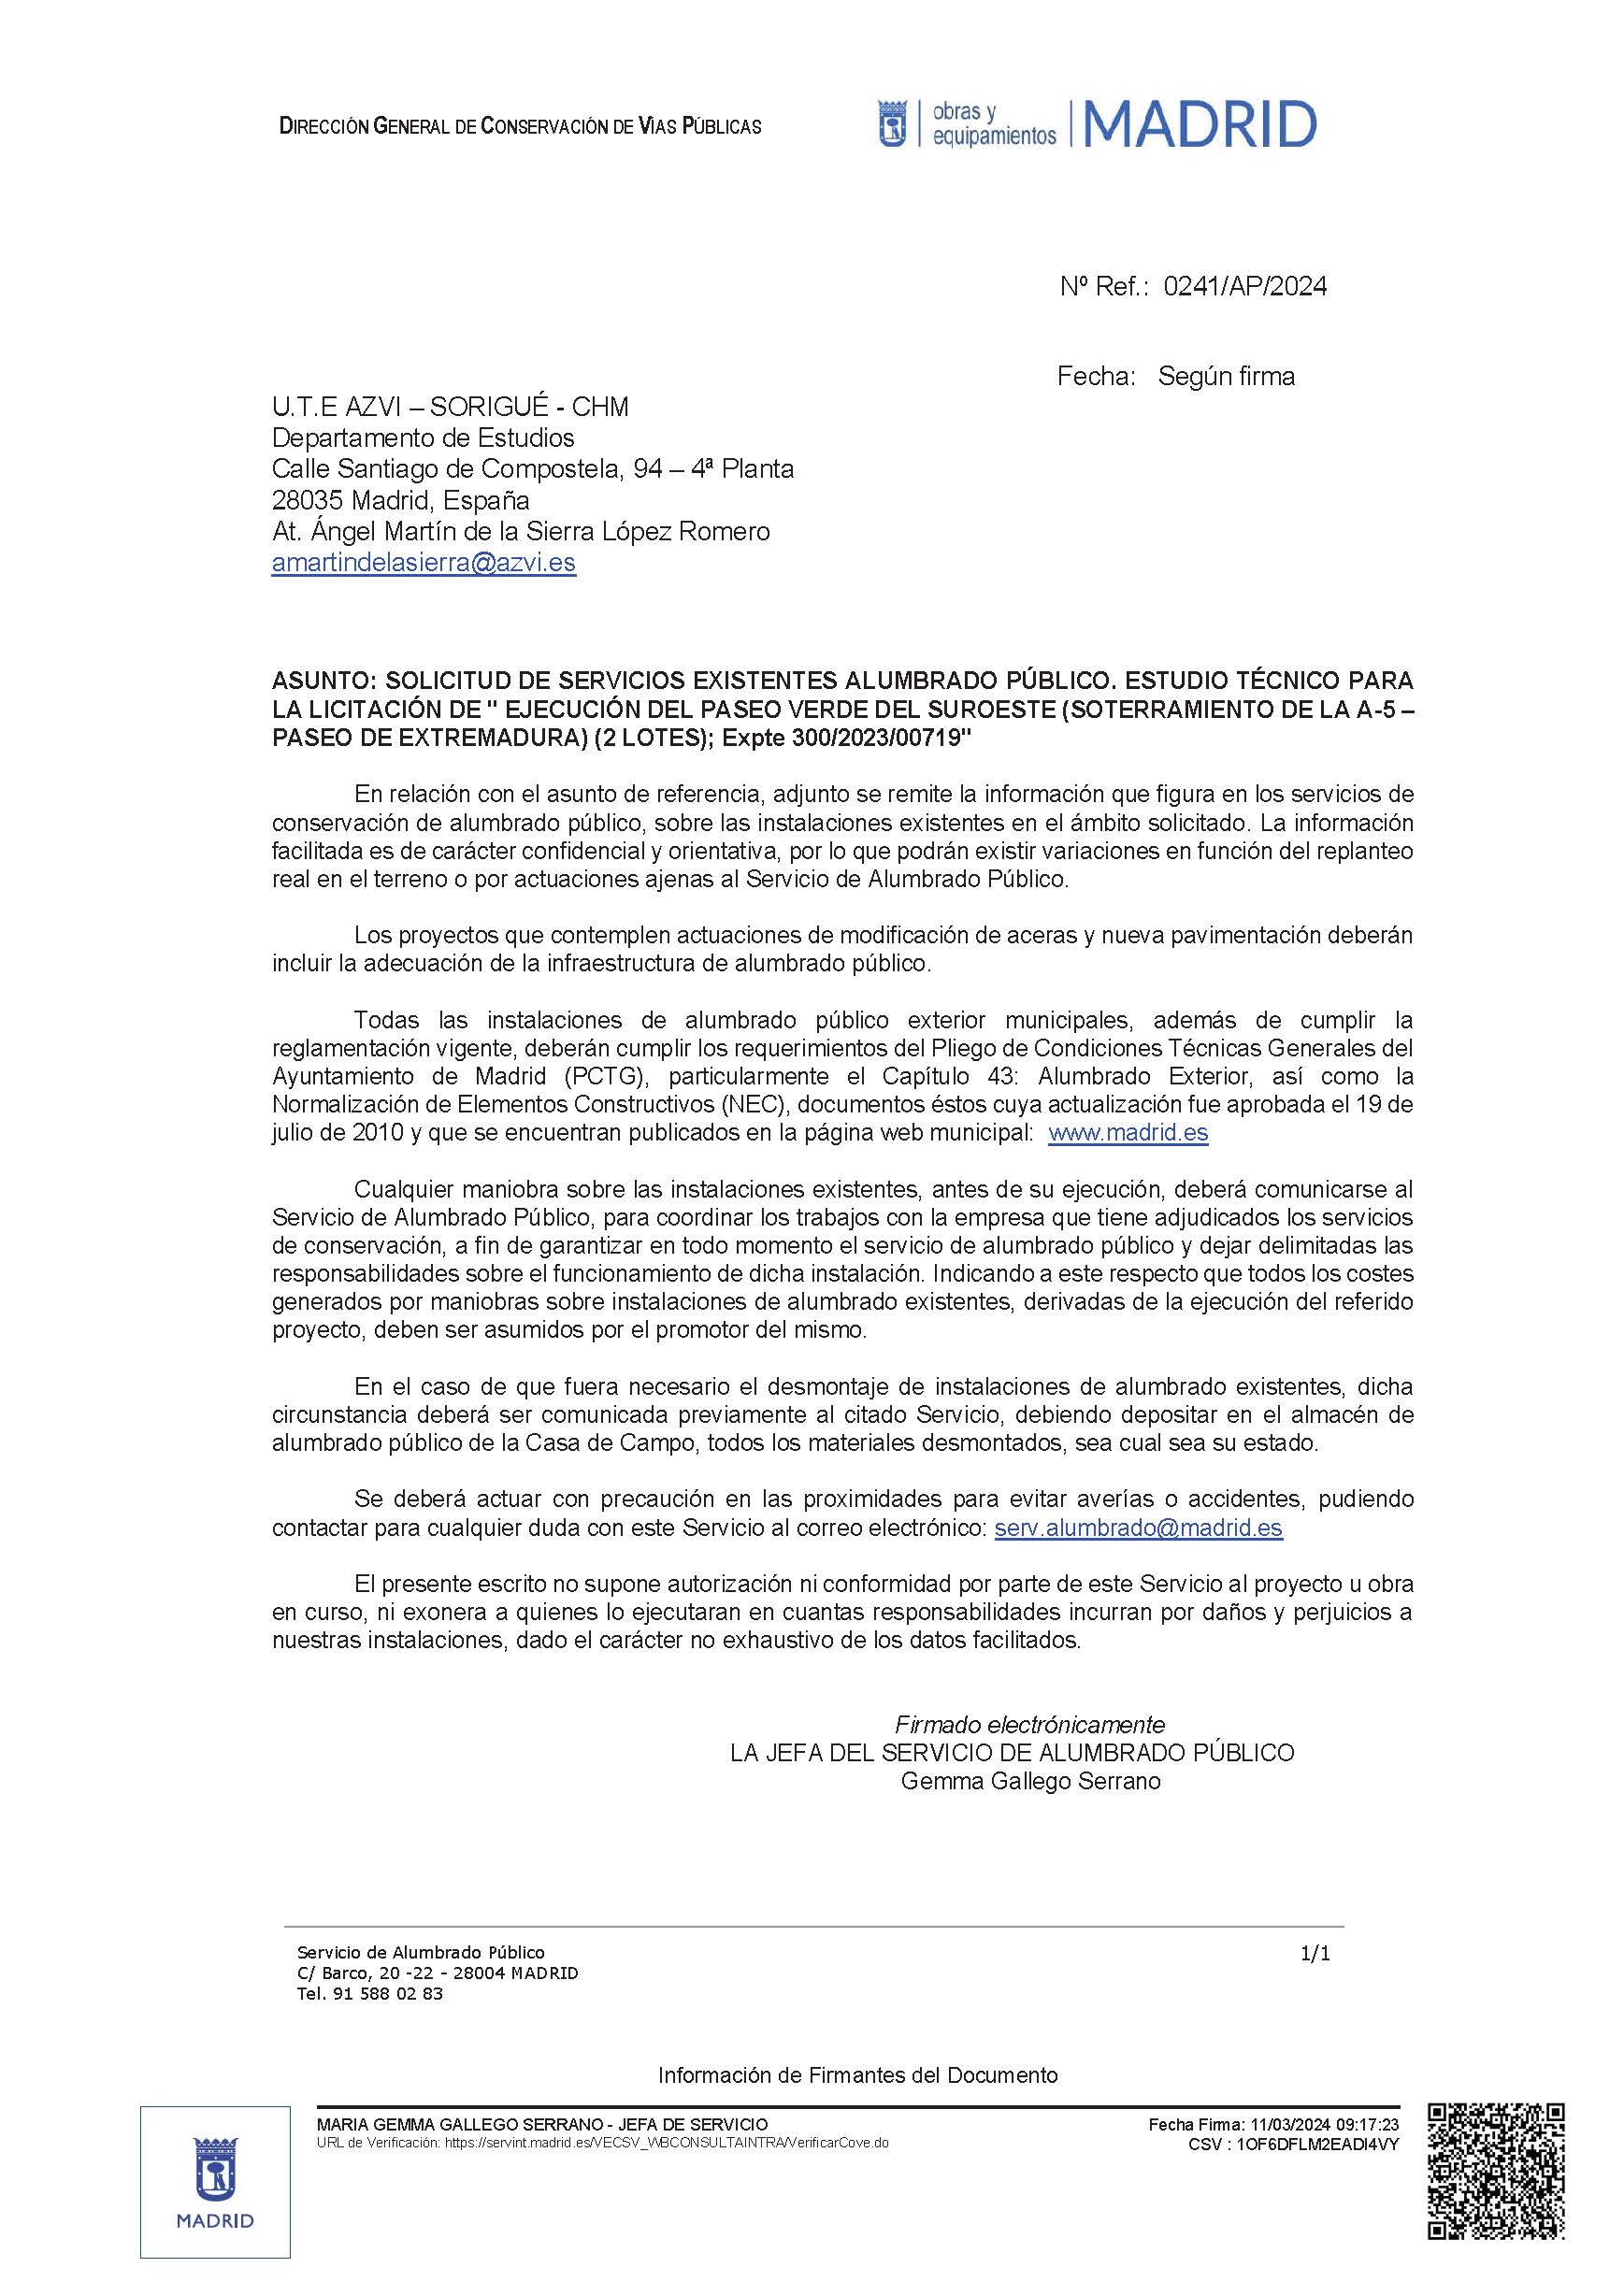 DIRECCIÓN GENERAL DE CONSERVACIÓN DE VÍAS PÚBLICAS
obras y
equipamientos
MADRID
Nº Ref.: 0241/AP/2024
Fecha: Según firma
U.T.E AZVI – SORIGUÉ - CHM
Departamento de Estudios
Calle Santiago de Compostela, 94 – 4ª Planta
28035 Madrid, España
At. Ángel Martín de la Sierra López Romero
amartindelasierra@azvi.es
ASUNTO: SOLICITUD DE SERVICIOS EXISTENTES ALUMBRADO PÚBLICO. ESTUDIO TÉCNICO PARA
LA LICITACIÓN DE " EJECUCIÓN DEL PASEO VERDE DEL SUROESTE (SOTERRAMIENTO DE LA A-5 –
PASEO DE EXTREMADURA) (2 LOTES); Expte 300/2023/00719"
En relación con el asunto de referencia, adjunto se remite la información que figura en los servicios de
conservación de alumbrado público, sobre las instalaciones existentes en el ámbito solicitado. La información
facilitada es de carácter confidencial y orientativa, por lo que podrán existir variaciones en función del replanteo
real en el terreno o por actuaciones ajenas al Servicio de Alumbrado Público.
Los proyectos que contemplen actuaciones de modificación de aceras y nueva pavimentación deberán
incluir la adecuación de la infraestructura de alumbrado público.
Todas las instalaciones de alumbrado público exterior municipales, además de cumplir la
reglamentación vigente, deberán cumplir los requerimientos del Pliego de Condiciones Técnicas Generales del
Ayuntamiento de Madrid (PCTG), particularmente el Capítulo 43: Alumbrado Exterior, así como la
Normalización de Elementos Constructivos (NEC), documentos éstos cuya actualización fue aprobada el 19 de
julio de 2010 y que se encuentran publicados en la página web municipal: www.madrid.es
Cualquier maniobra sobre las instalaciones existentes, antes de su ejecución, deberá comunicarse al
Servicio de Alumbrado Público, para coordinar los trabajos con la empresa que tiene adjudicados los servicios
de conservación, a fin de garantizar en todo momento el servicio de alumbrado público y dejar delimitadas las
responsabilidades sobre el funcionamiento de dicha instalación. Indicando a este respecto que todos los costes
generados por maniobras sobre instalaciones de alumbrado existentes, derivadas de la ejecución del referido
proyecto, deben ser asumidos por el promotor del mismo.
En el caso de que fuera necesario el desmontaje de instalaciones de alumbrado existentes, dicha
circunstancia deberá ser comunicada previamente al citado Servicio, debiendo depositar en el almacén de
alumbrado público de la Casa de Campo, todos los materiales desmontados, sea cual sea su estado.
Se deberá actuar con precaución en las proximidades para evitar averías o accidentes, pudiendo
contactar para cualquier duda con este Servicio al correo electrónico: serv.alumbrado@madrid.es
El presente escrito no supone autorización ni conformidad por parte de este Servicio al proyecto u obra
en curso, ni exonera a quienes lo ejecutaran en cuantas responsabilidades incurran por daños y perjuicios a
nuestras instalaciones, dado el carácter no exhaustivo de los datos facilitados.
Firmado electrónicamente
LA JEFA DEL SERVICIO DE ALUMBRADO PÚBLICO
Gemma Gallego Serrano
Servicio de Alumbrado Público
C/ Barco, 20 -22 - 28004 MADRID
Tel. 91 588 02 83
1/1
Información de Firmantes del Documento
MARIA GEMMA GALLEGO SERRANO - JEFA DE SERVICIO
URL de Verificación: https://servint.madrid.es/VECSV_WBCONSULTAINTRA/VerificarCove.do
Fecha Firma: 11/03/2024 09:17:23
CSV : 1OF6DFLM2EADI4VY
MADRID